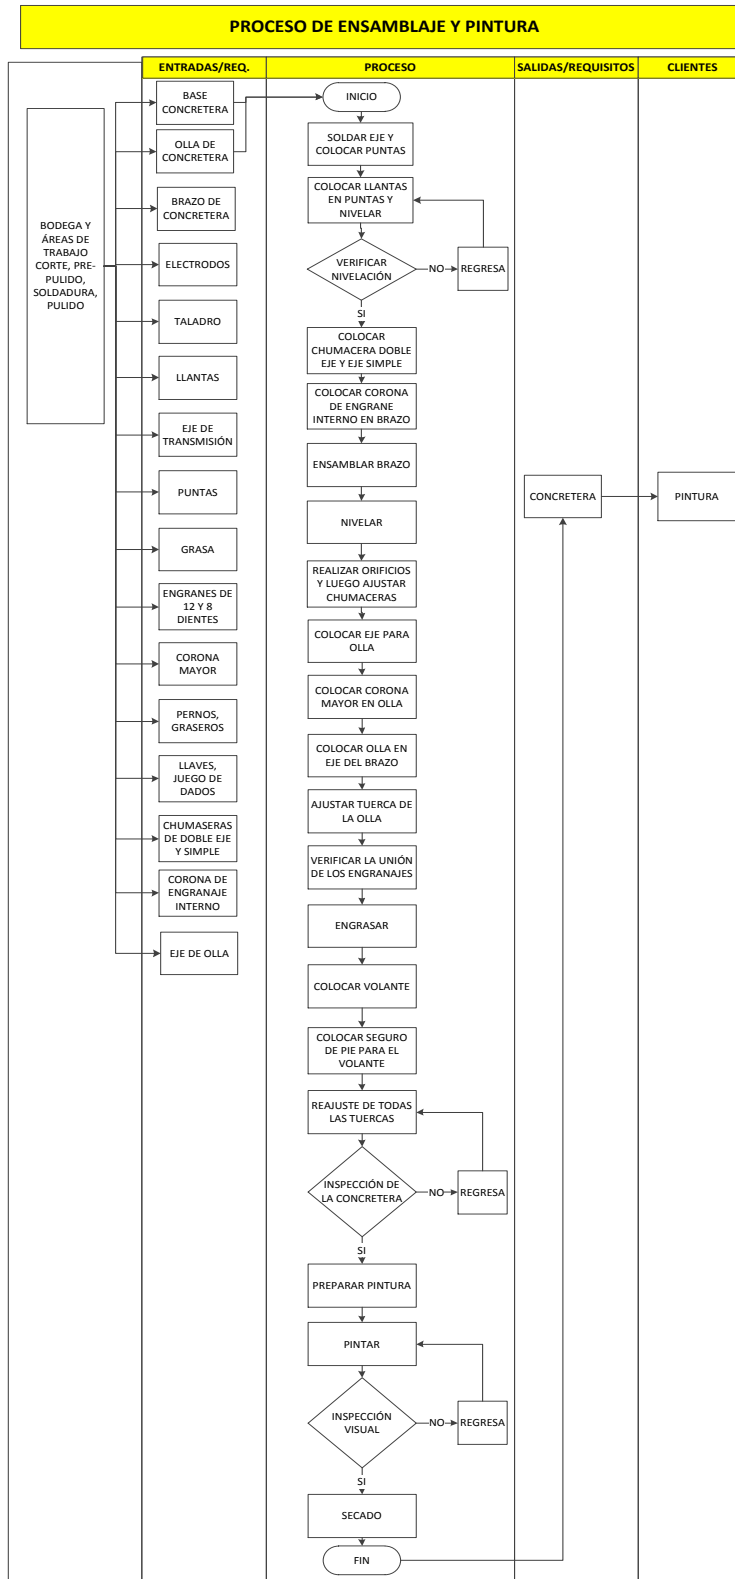 PROCESO DE ENSAMBLAJE Y PINTURA
ENTRADAS/REQ.
PROCESO
SALIDAS/REQUISITOS
CLIENTES
BODEGA Y
ÁREAS DE
TRABAJO
CORTE, PRE-
PULIDO,
SOLDADURA,
PULIDO
BASE
CONCRETERA
OLLA DE
CONCRETERA
BRAZO DE
CONCRETERA
ELECTRODOS
TALADRO
LLANTAS
EJE DE
TRANSMISIÓN
PUNTAS
GRASA
ENGRANES DE
12 Y 8
DIENTES
CORONA
MAYOR
PERNOS,
GRASEROS
LLAVES,
JUEGO DE
DADOS
CHUMASERAS
DE DOBLE EJE
Y SIMPLE
CORONA DE
ENGRANAJE
INTERNO
EJE DE OLLA
INICIO
SOLDAR EJE Y
COLOCAR PUNTAS
COLOCAR LLANTAS
EN PUNTAS Y
NIVELAR
VERIFICAR
NIVELACIÓN
NO
REGRESA
SI
COLOCAR
CHUMACERA DOBLE
EJE Y EJE SIMPLE
COLOCAR CORONA
DE ENGRANE
INTERNO EN BRAZO
ENSAMBLAR BRAZO
NIVELAR
REALIZAR ORIFICIOS
Y LUEGO AJUSTAR
CHUMACERAS
COLOCAR EJE PARA
OLLA
COLOCAR CORONA
MAYOR EN OLLA
COLOCAR OLLA EN
EJE DEL BRAZO
AJUSTAR TUERCA DE
LA OLLA
VERIFICAR LA UNIÓN
DE LOS ENGRANAJES
ENGRASAR
COLOCAR VOLANTE
COLOCAR SEGURO
DE PIE PARA EL
VOLANTE
REAJUSTE DE TODAS
LAS TUERCAS
INSPECCIÓN DE
LA CONCRETERA
NO
REGRESA
SI
PREPARAR PINTURA
PINTAR
INSPECCIÓN
VISUAL
NO
REGRESA
SI
SECADO
FIN
CONCRETERA
PINTURA